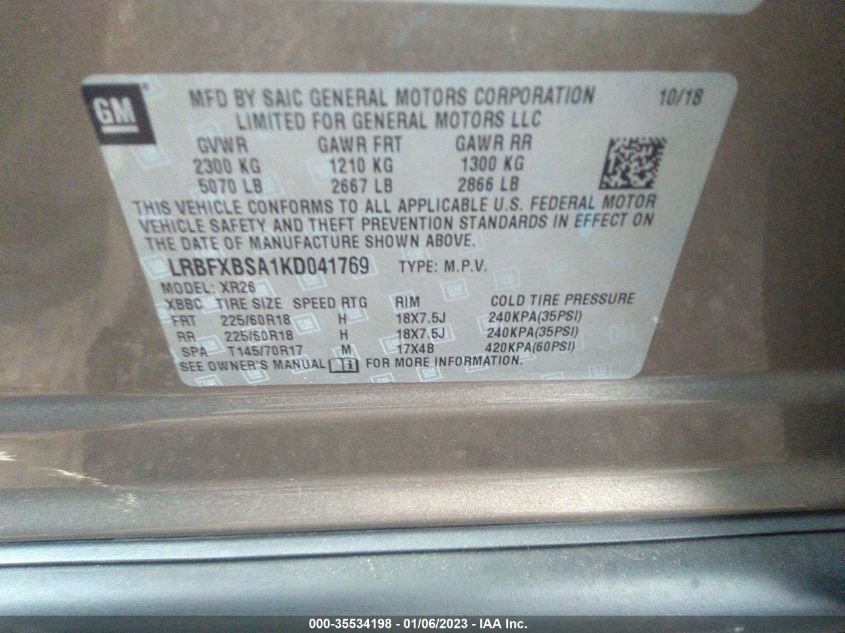 GM
MFD BY SAIC GENERAL MOTORS CORPORATION 10/18
LIMITED FOR GENERAL MOTORS LLC
GVWR GAWR FRT GAWR RR
2300 KG 1210 KG 1300 KG
5070 LB 2667 LB 2866 LB
THIS VEHICLE CONFORMS TO ALL APPLICABLE U.S. FEDERAL MOTOR
VEHICLE SAFETY AND THEFT PREVENTION STANDARDS IN EFFECT ON
THE DATE OF MANUFACTURE SHOWN ABOVE.
LRBFXBSA1KD041769 TYPE: M.P.V.
MODEL: XR26
XBBC TIRE SIZE SPEED RTG RIM COLD TIRE PRESSURE
FRT 225/60R18 H 18X7.5J 240KPA(35PSI)
RR 225/60R18 H 18X7.5J 240KPA(35PSI)
SPA T145/70R17 M 17X4B 420KPA(60PSI)
SEE OWNER'S MANUAL FOR MORE INFORMATION.
000-35534198 - 01/06/2023 - IAA Inc.